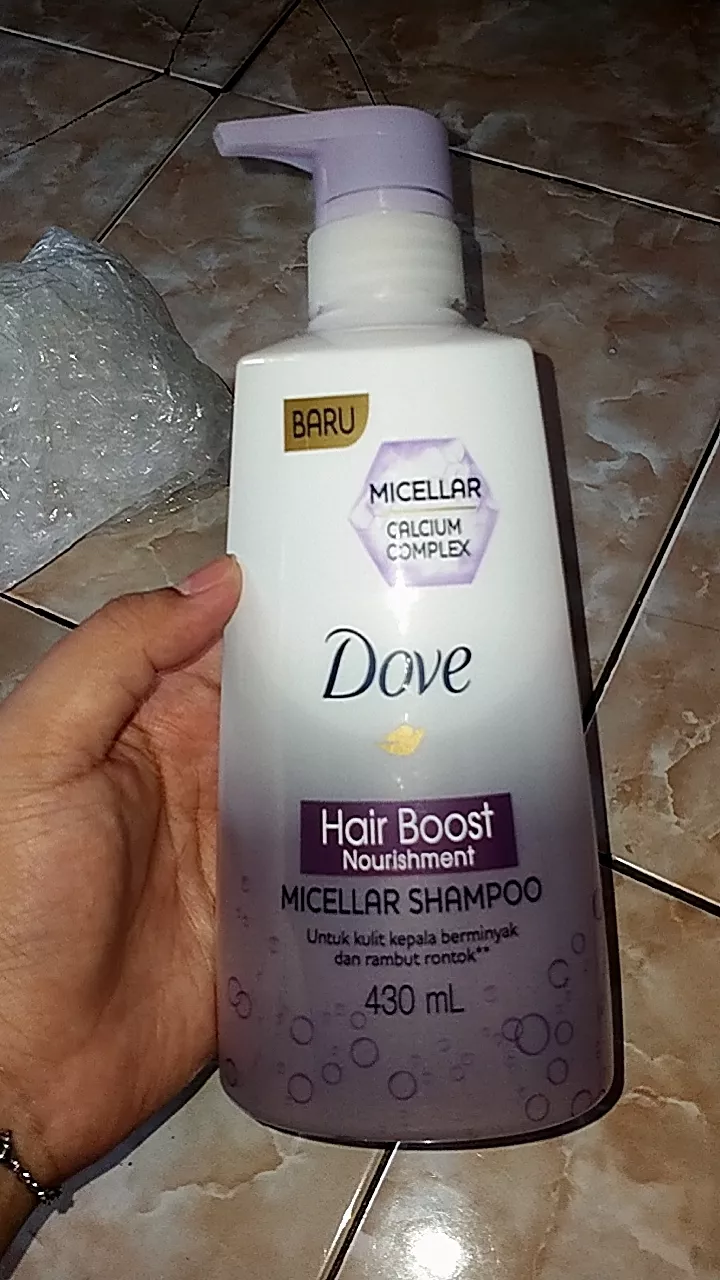 BARU
MICELLAR
CALCIUM
COMPLEX
Dove
Hair Boost
Nourishment
MICELLAR SHAMPOO
Untuk kulit kepala berminyak
dan rambut rontok**
430 mL